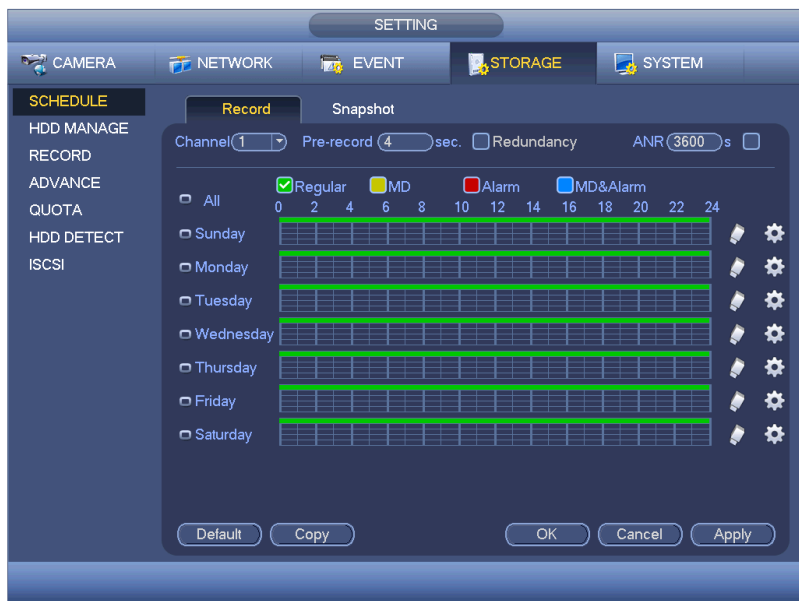 SETTING
CAMERA NETWORK EVENT STORAGE SYSTEM
SCHEDULE
HDD MANAGE
RECORD
ADVANCE
QUOTA
HDD DETECT
ISCSI
Record Snapshot
Channel 1 Pre-record 4 sec. Redundancy ANR 3600 s
All Regular MD Alarm MD&Alarm
0 2 4 6 8 10 12 14 16 18 20 22 24
Sunday
Monday
Tuesday
Wednesday
Thursday
Friday
Saturday
Default Copy OK Cancel Apply